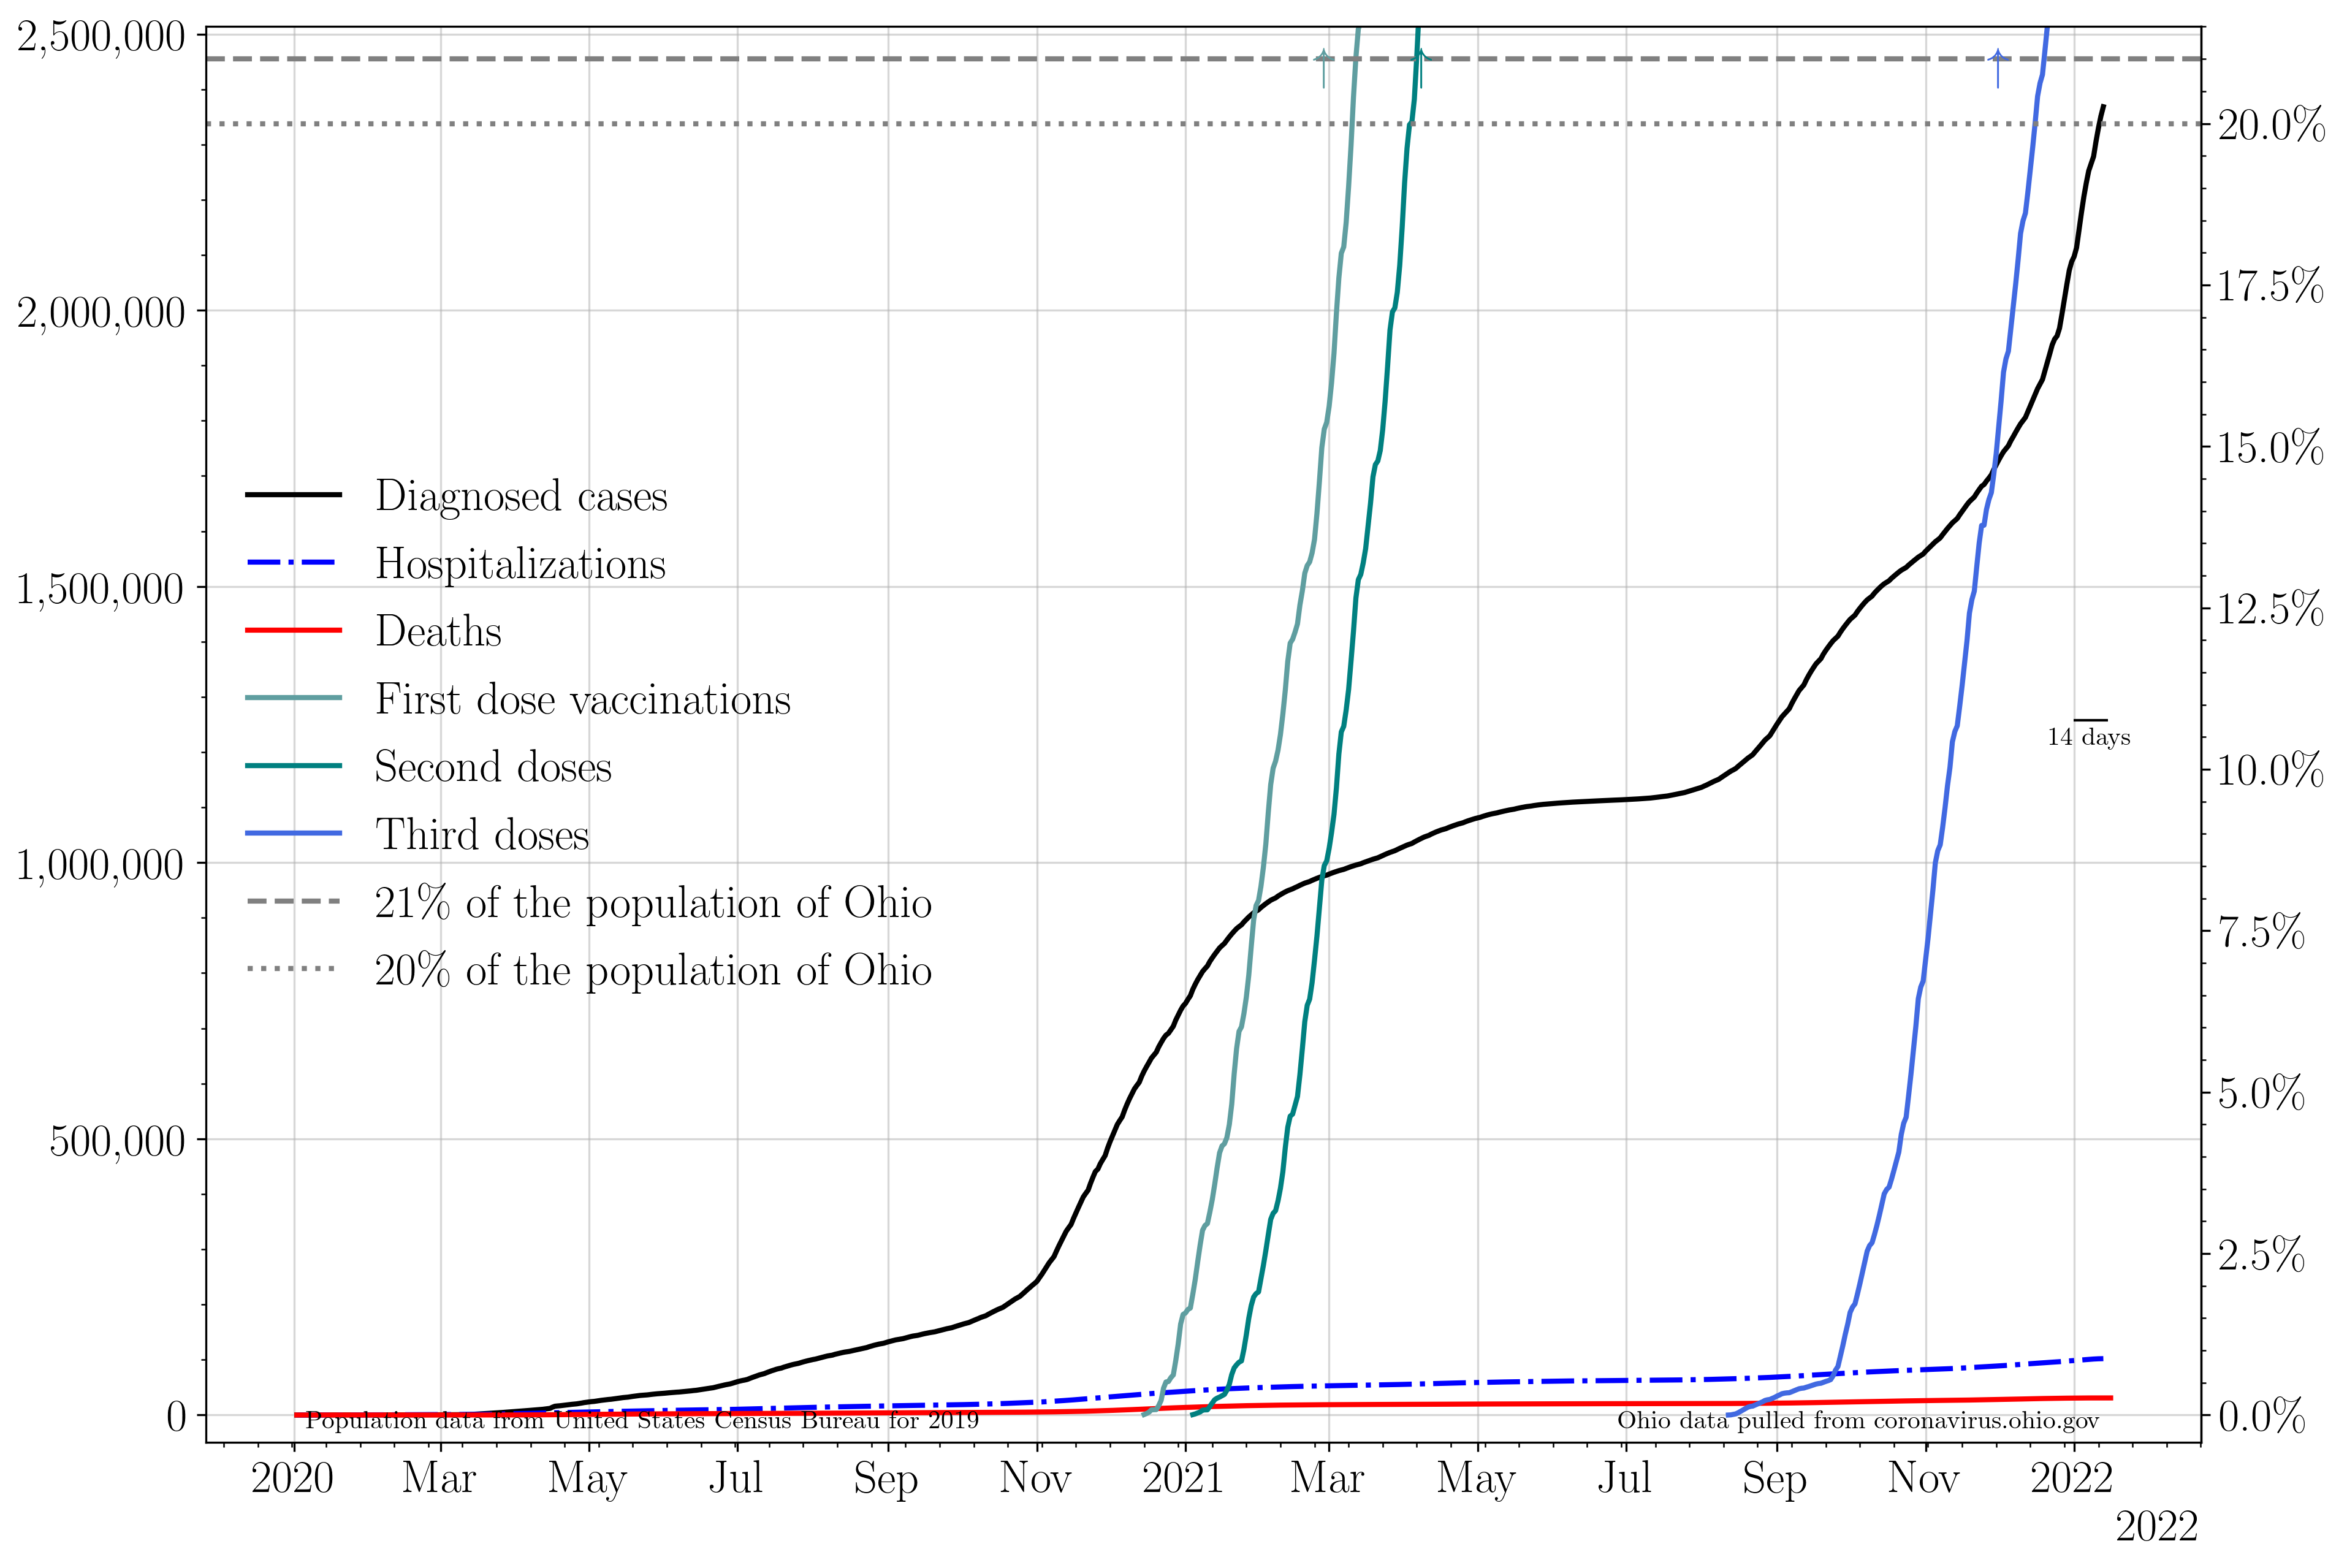 2,500,000
2,000,000
1,500,000
1,000,000
500,000
0
20.0%
17.5%
15.0%
12.5%
10.0%
7.5%
5.0%
2.5%
0.0%
Diagnosed cases
Hospitalizations
Deaths
First dose vaccinations
Second doses
Third doses
21% of the population of Ohio
20% of the population of Ohio
14 days
Population data from United States Census Bureau for 2019
Ohio data pulled from coronavirus.ohio.gov
2020 Mar May Jul Sep Nov 2021 Mar May Jul Sep Nov 2022
2022